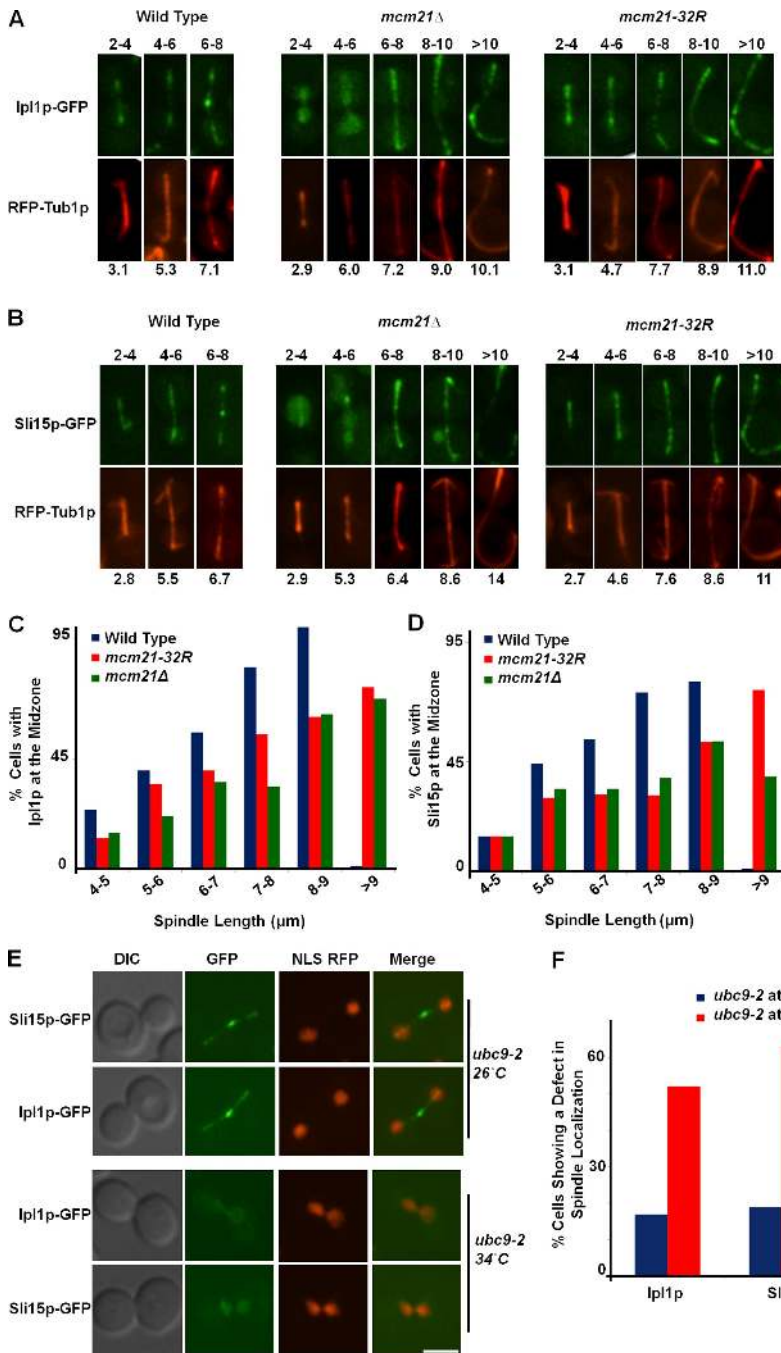 A
Wild Type
mcm21Δ
mcm21-32R
2-4 4-6 6-8
2-4 4-6 6-8 8-10 >10
2-4 4-6 6-8 8-10 >10
Ipl1p-GFP
RFP-Tub1p
3.1 5.3 7.1
2.9 6.0 7.2 9.0 10.1
3.1 4.7 7.7 8.9 11.0
B
Wild Type
mcm21Δ
mcm21-32R
2-4 4-6 6-8
2-4 4-6 6-8 8-10 >10
2-4 4-6 6-8 8-10 >10
Sli15p-GFP
RFP-Tub1p
2.8 5.5 6.7
2.9 5.3 6.4 8.6 14
2.7 4.6 7.6 8.6 11
C
95
45
0
% Cells with
Ipl1p at the Midzone
Wild Type
mcm21-32R
mcm21Δ
4-5 5-6 6-7 7-8 8-9 >9
Spindle Length (µm)
D
95
45
0
% Cells with
Sli15p at the Midzone
Wild Type
mcm21-32R
mcm21Δ
4-5 5-6 6-7 7-8 8-9 >9
Spindle Length (µm)
E
DIC GFP NLS RFP Merge
Sli15p-GFP
Ipl1p-GFP
ubc9-2
26°C
Ipl1p-GFP
Sli15p-GFP
ubc9-2
34°C
F
ubc9-2 at
ubc9-2 at
60
30
0
% Cells Showing a Defect in
Spindle Localization
Ipl1p